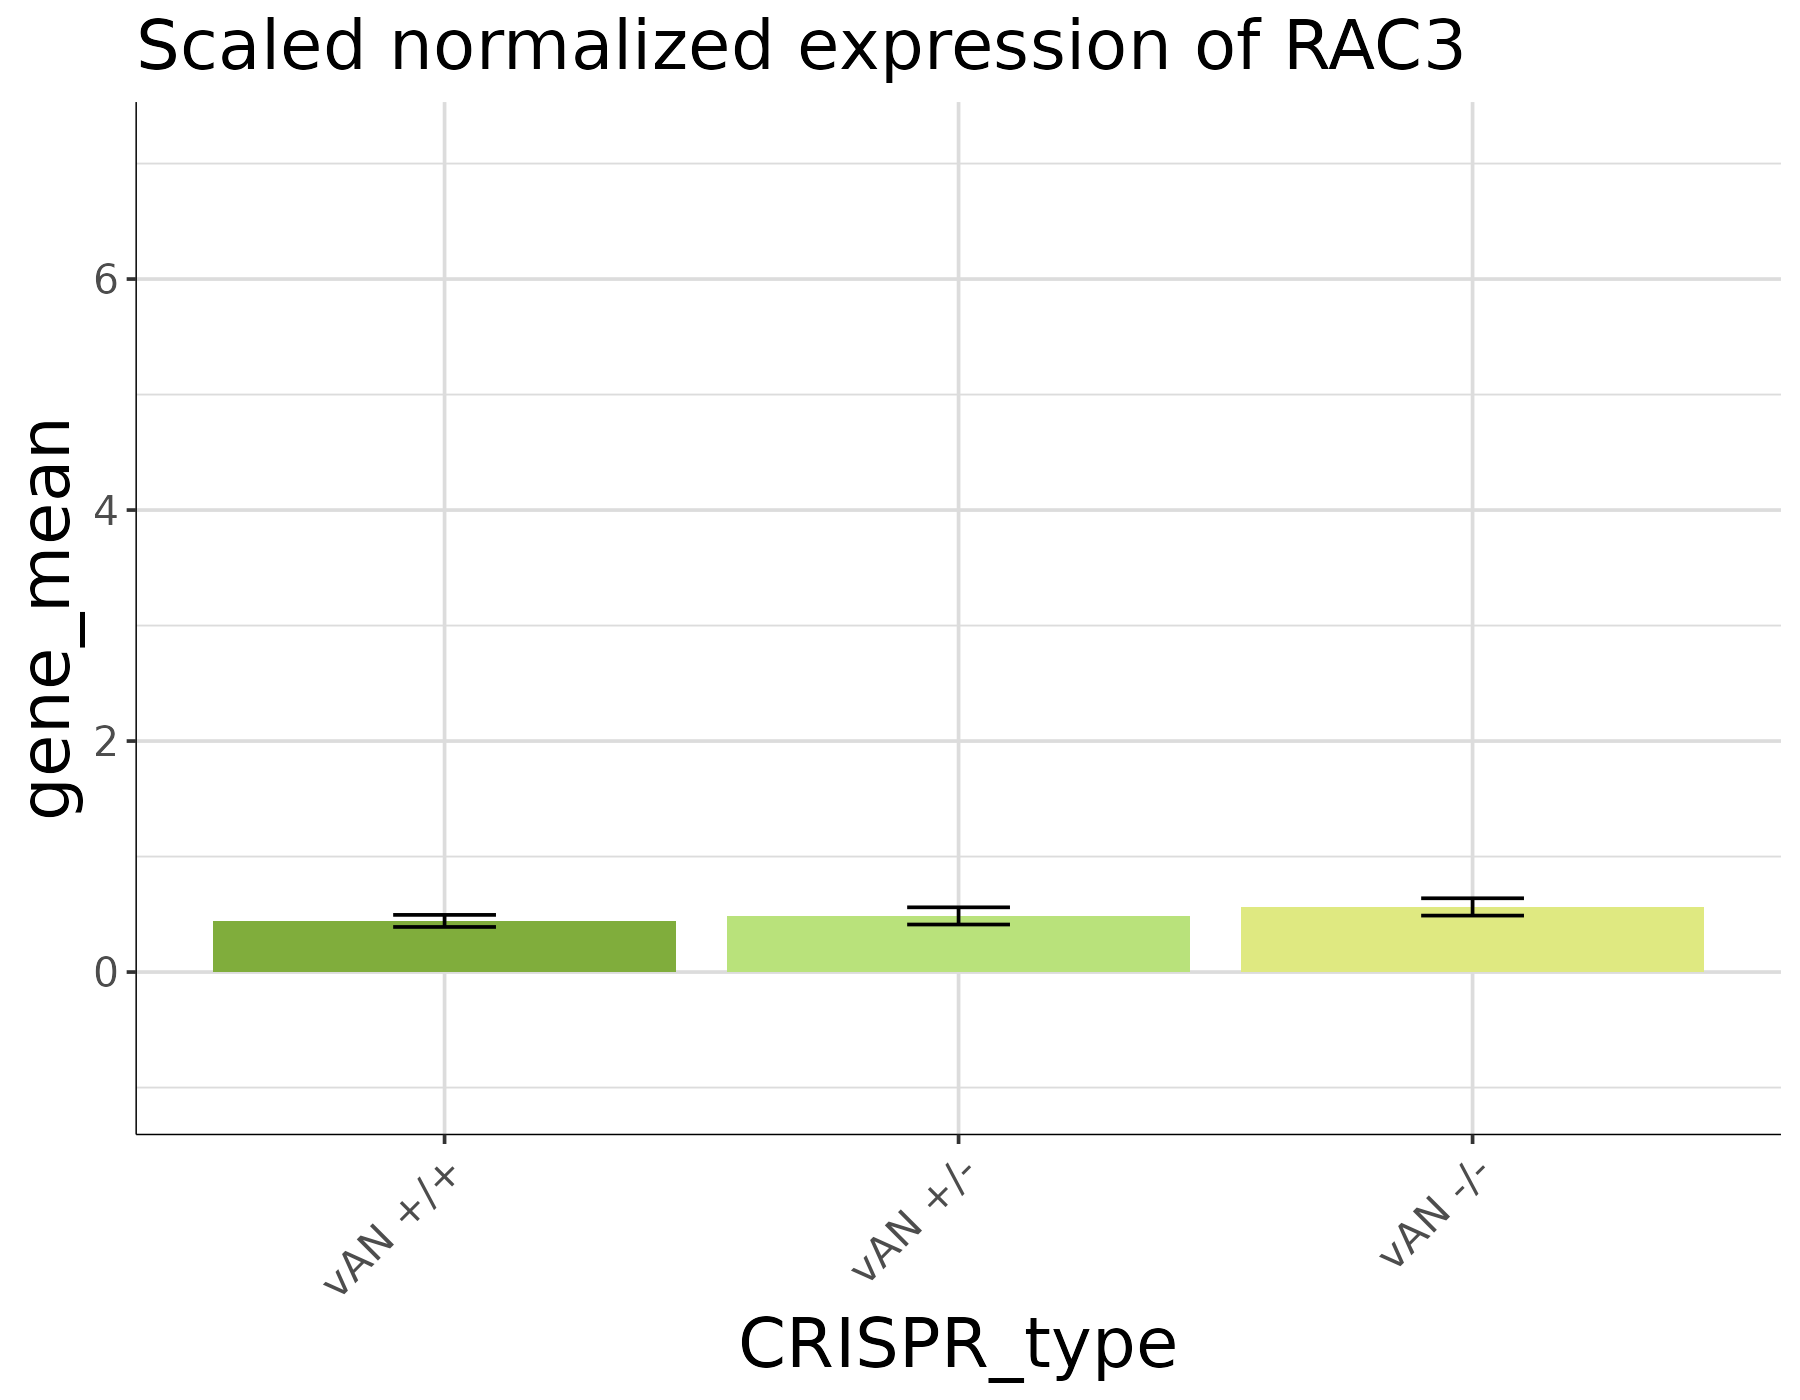 Scaled normalized expression of RAC3
gene_mean
6
4
2
0
vAN +/+
vAN +/-
vAN -/-
CRISPR_type